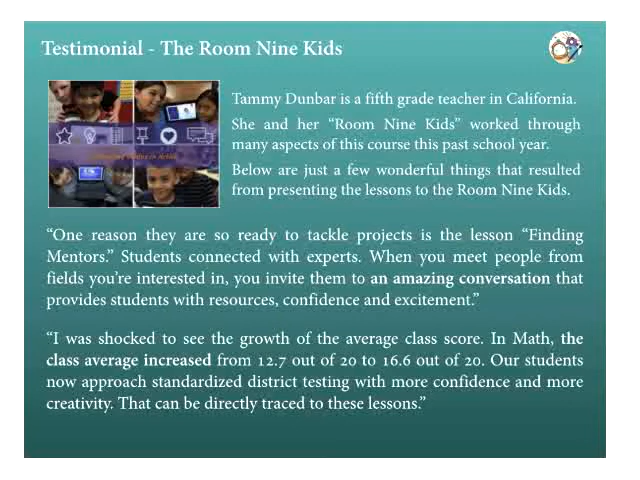 Testimonial - The Room Nine Kids
Tammy Dunbar is a fifth grade teacher in California.
She and her “Room Nine Kids” worked through
many aspects of this course this past school year.
Below are just a few wonderful things that resulted
from presenting the lessons to the Room Nine Kids.
“One reason they are so ready to tackle projects is the lesson “Finding
Mentors.” Students connected with experts. When you meet people from
fields you’re interested in, you invite them to an amazing conversation that
provides students with resources, confidence and excitement.”
“I was shocked to see the growth of the average class score. In Math, the
class average increased from 12.7 out of 20 to 16.6 out of 20. Our students
now approach standardized district testing with more confidence and more
creativity. That can be directly traced to these lessons.”